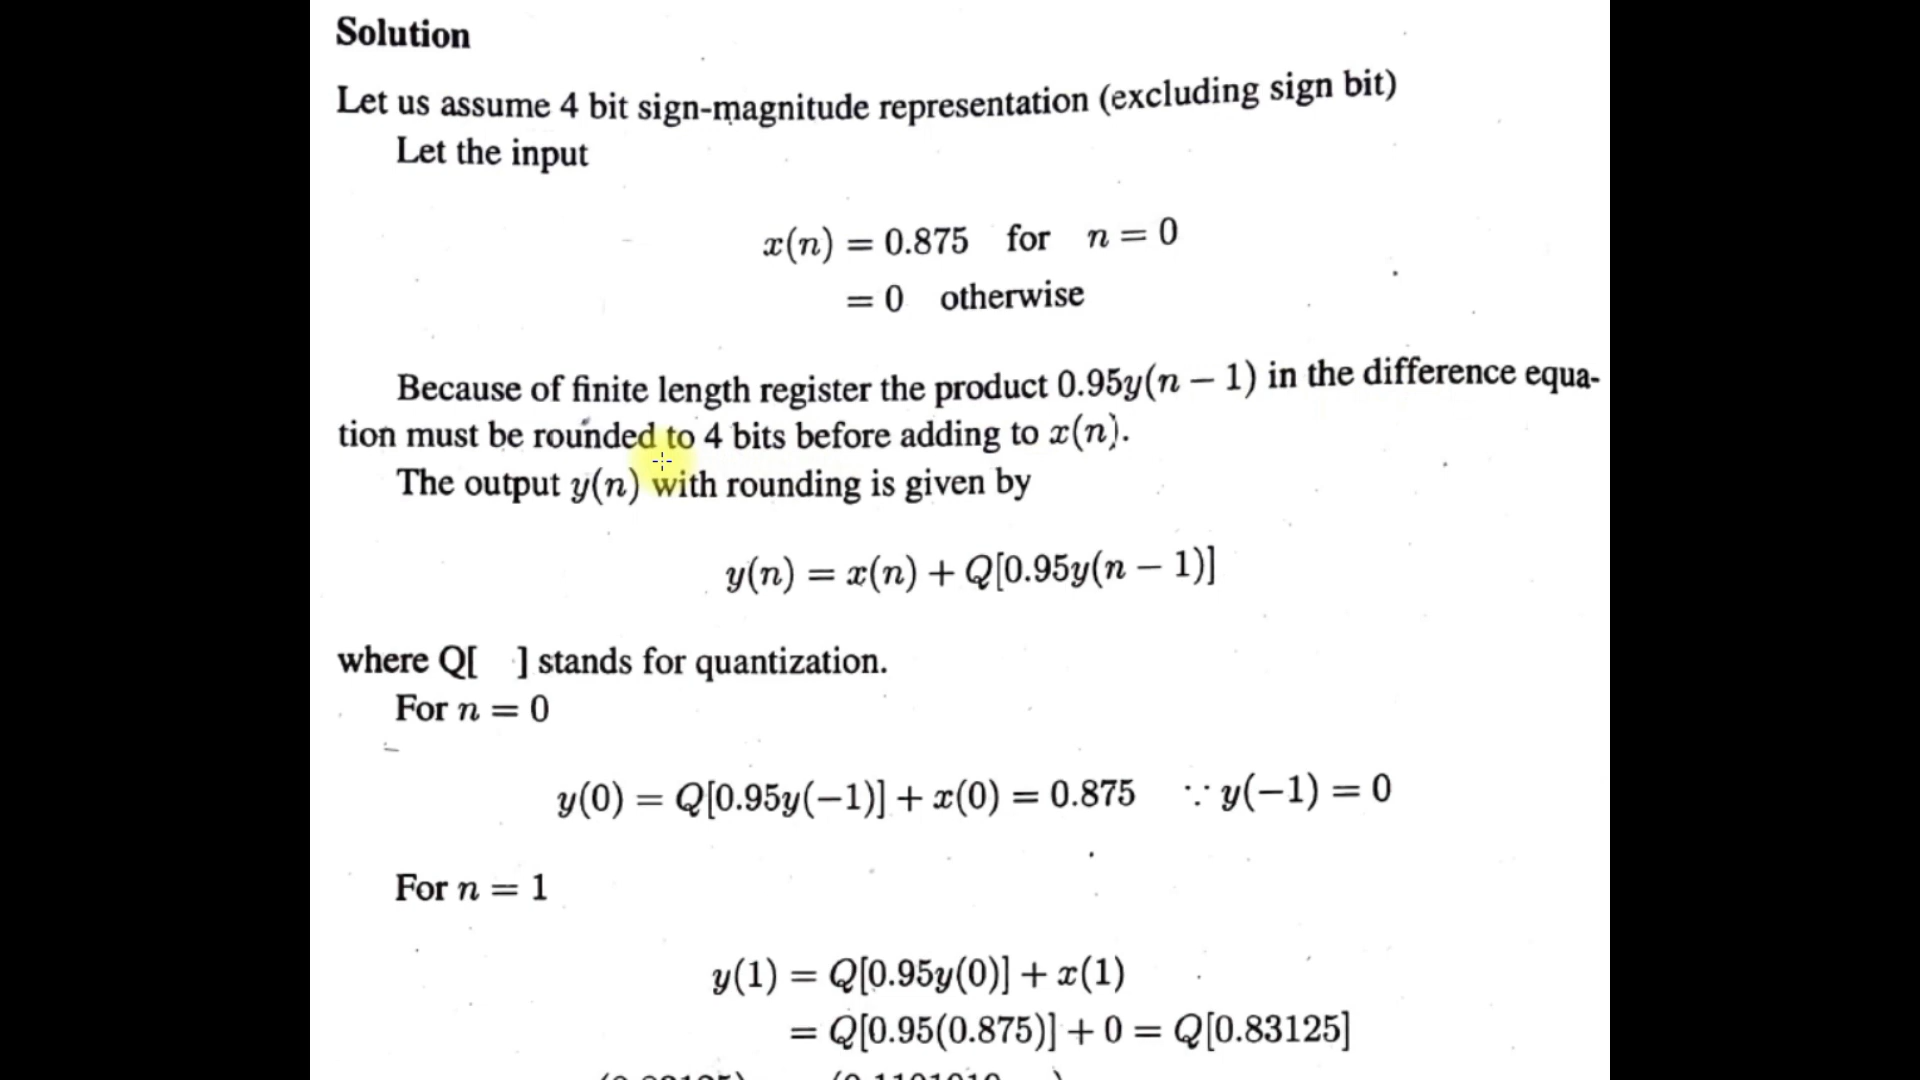 Solution
Let us assume 4 bit sign-magnitude representation (excluding sign bit)
Let the input
x(n) = 0.875 for n = 0
= 0 otherwise
Because of finite length register the product 0.95y(n − 1) in the difference equa-
tion must be rounded to 4 bits before adding to x(n).
The output y(n) with rounding is given by
y(n) = x(n) + Q[0.95y(n − 1)]
where Q[ ] stands for quantization.
For n = 0
y(0) = Q[0.95y(−1)] + x(0) = 0.875 ∵ y(−1) = 0
For n = 1
y(1) = Q[0.95y(0)] + x(1)
= Q[0.95(0.875)] + 0 = Q[0.83125]